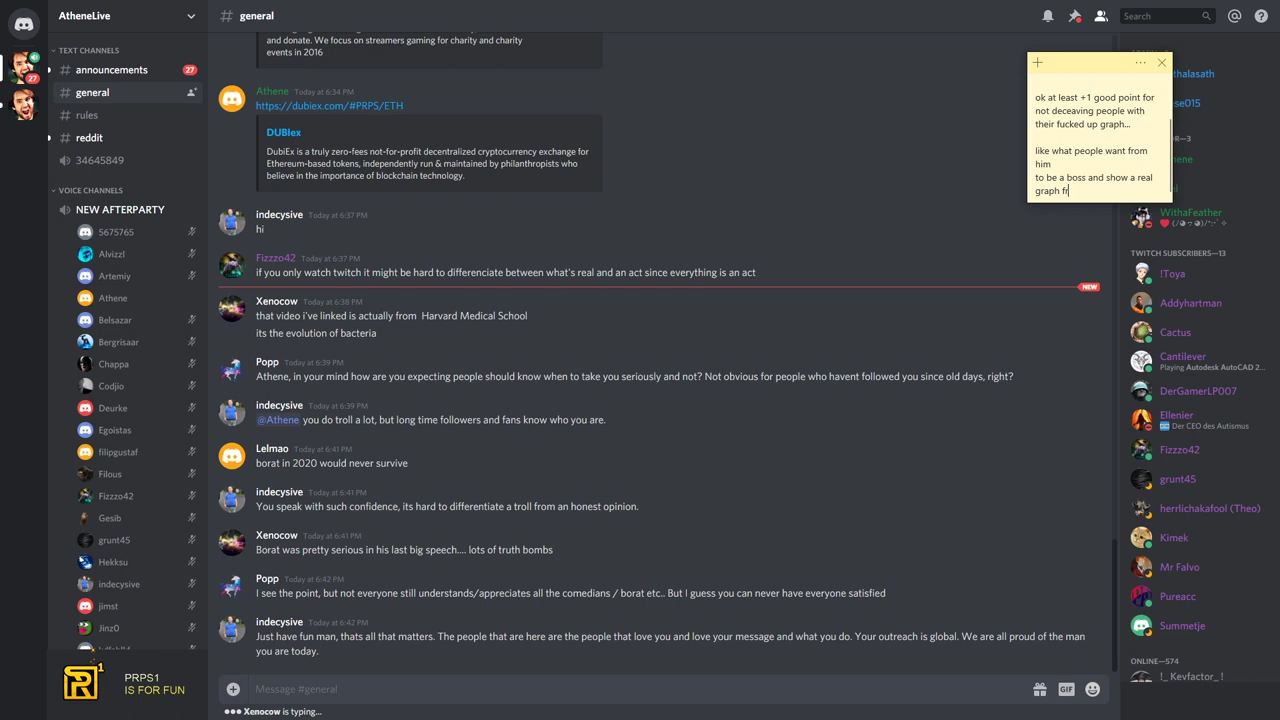 AtheneLive
general
Search
TEXT CHANNELS
announcements
27
general
rules
reddit
34645849
VOICE CHANNELS
NEW AFTERPARTY
5675765
Alvizzl
Artemiy
Athene
Belsazar
Bergrisaar
Chappa
Codjio
Deurke
Egoistas
filipgustaf
Filous
Fizzzo42
Gesib
grunt45
Hekksu
indecysive
jimst
Jinz0
PRPS1
IS FOR FUN
27
and donate. We focus on streamers gaming for charity and charity
events in 2016
Athene Today at 6:34 PM
https://dubiex.com/#PRPS/ETH
DUBIex
DubiEx is a truly zero-fees not-for-profit decentralized cryptocurrency exchange for
Ethereum-based tokens, independently run & maintained by philanthropists who
believe in the importance of blockchain technology.
indecysive Today at 6:37 PM
hi
Fizzzo42 Today at 6:37 PM
if you only watch twitch it might be hard to differenciate between what's real and an act since everything is an act
NEW
Xenocow Today at 6:38 PM
that video i've linked is actually from Harvard Medical School
its the evolution of bacteria
Popp Today at 6:39 PM
Athene, in your mind how are you expecting people should know when to take you seriously and not? Not obvious for people who havent followed you since old days, right?
indecysive Today at 6:39 PM
@Athene you do troll a lot, but long time followers and fans know who you are.
Lelmao Today at 6:41 PM
borat in 2020 would never survive
indecysive Today at 6:41 PM
You speak with such confidence, its hard to differentiate a troll from an honest opinion.
Xenocow Today at 6:41 PM
Borat was pretty serious in his last big speech.... lots of truth bombs
Popp Today at 6:42 PM
I see the point, but not everyone still understands/appreciates all the comedians / borat etc.. But I guess you can never have everyone satisfied
indecysive Today at 6:42 PM
Just have fun man, thats all that matters. The people that are here are the people that love you and love your message and what you do. Your outreach is global. We are all proud of the man
you are today.
Message #general
GIF
Xenocow is typing...
ok at least +1 good point for
not deceaving people with
their fucked up graph...
like what people want from
him
to be a boss and show a real
graph fr
WithaFeather
TWITCH SUBSCRIBERS—13
!Toya
Addyhartman
Cactus
Cantilever
Playing Autodesk AutoCAD 2...
DerGamerLP007
Ellenier
Der CEO des Autismus
Fizzzo42
grunt45
herrlichakafool (Theo)
Kimek
Mr Falvo
Pureacc
Summetje
ONLINE—574
!_ Kevfactor_ !